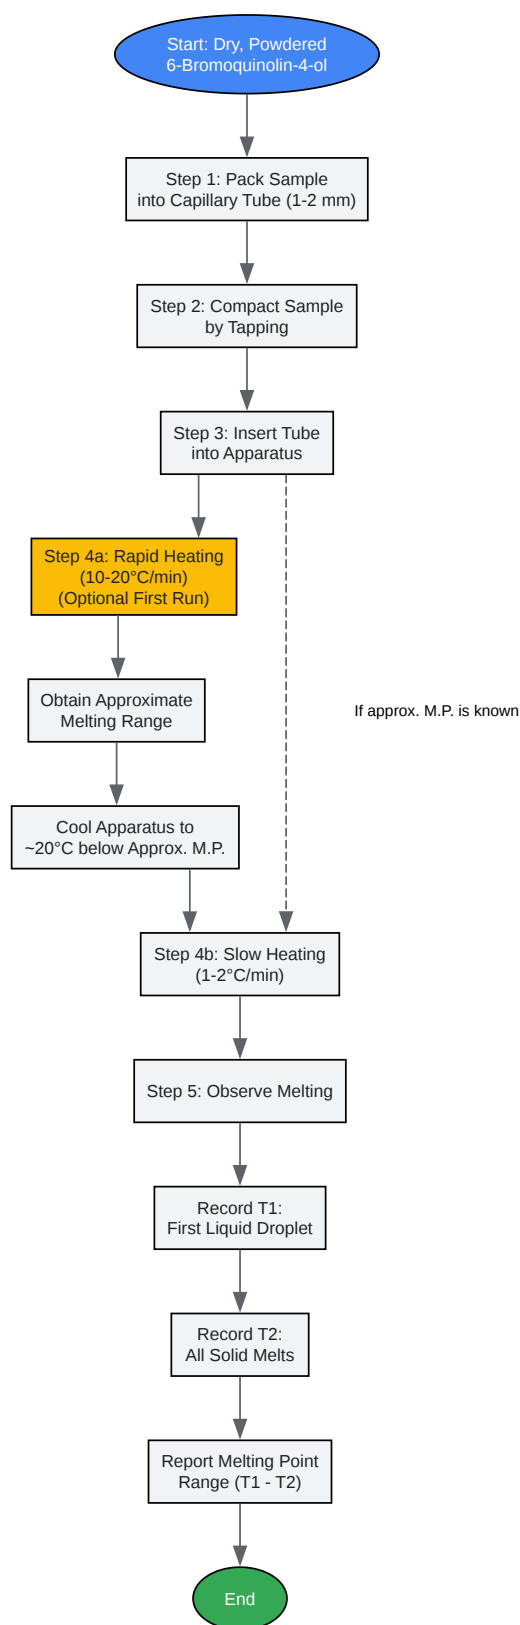 Start: Dry, Powdered
6-Bromoquinolin-4-ol
Step 1: Pack Sample
into Capillary Tube (1-2 mm)
Step 2: Compact Sample
by Tapping
Step 3: Insert Tube
into Apparatus
Step 4a: Rapid Heating
(10-20°C/min)
(Optional First Run)
Obtain Approximate
Melting Range
If approx. M.P. is known
Cool Apparatus to
~20°C below Approx. M.P.
Step 4b: Slow Heating
(1-2°C/min)
Step 5: Observe Melting
Record T1:
First Liquid Droplet
Record T2:
All Solid Melts
Report Melting Point
Range (T1 - T2)
End